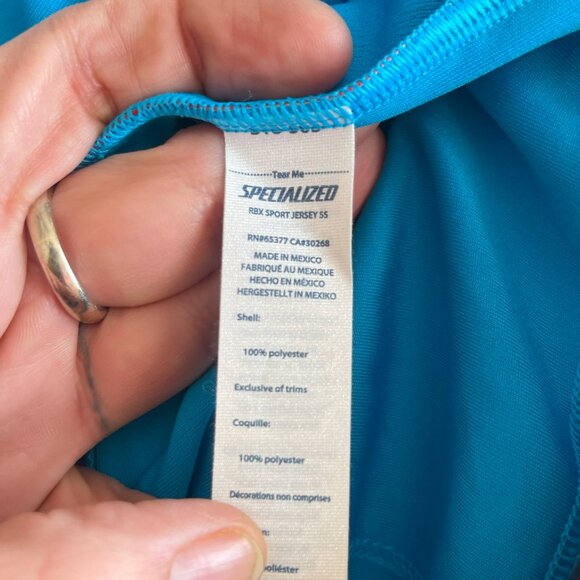 Tear Me
SPECIALIZED
RBX SPORT JERSEY SS
RN#65377 CA#30268
MADE IN MEXICO
FABRIQUÉ AU MEXIQUE
HECHO EN MÉXICO
HERGESTELLT IN MEXIKO
Shell:
100% polyester
Exclusive of trims
Coquille:
100% polyester
Décorations non comprises